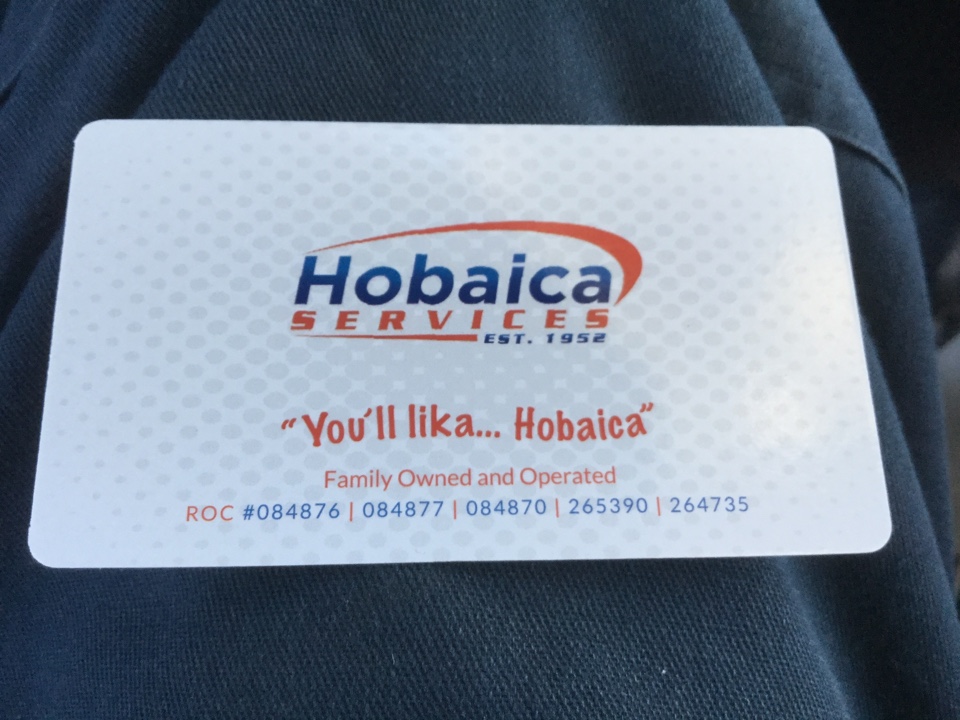 Hobaica
SERVICES
EST. 1952
“You'll lika... Hobaica”
Family Owned and Operated
ROC #084876 | 084877 | 084870 | 265390 | 264735